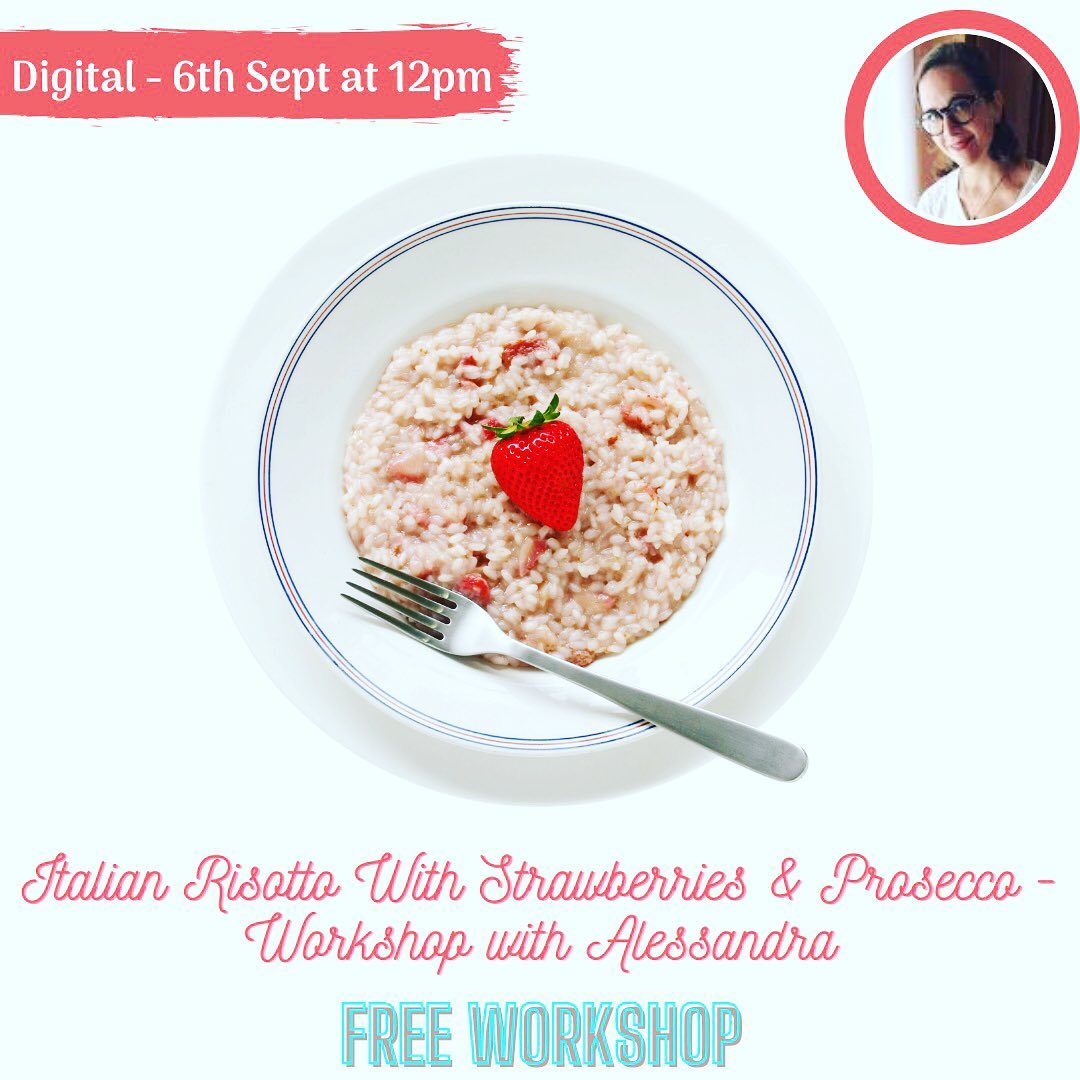 Digital - 6th Sept at 12pm
Italian Risotto With Strawberries & Prosecco -
Workshop with Alessandra
FREE WORKSHOP